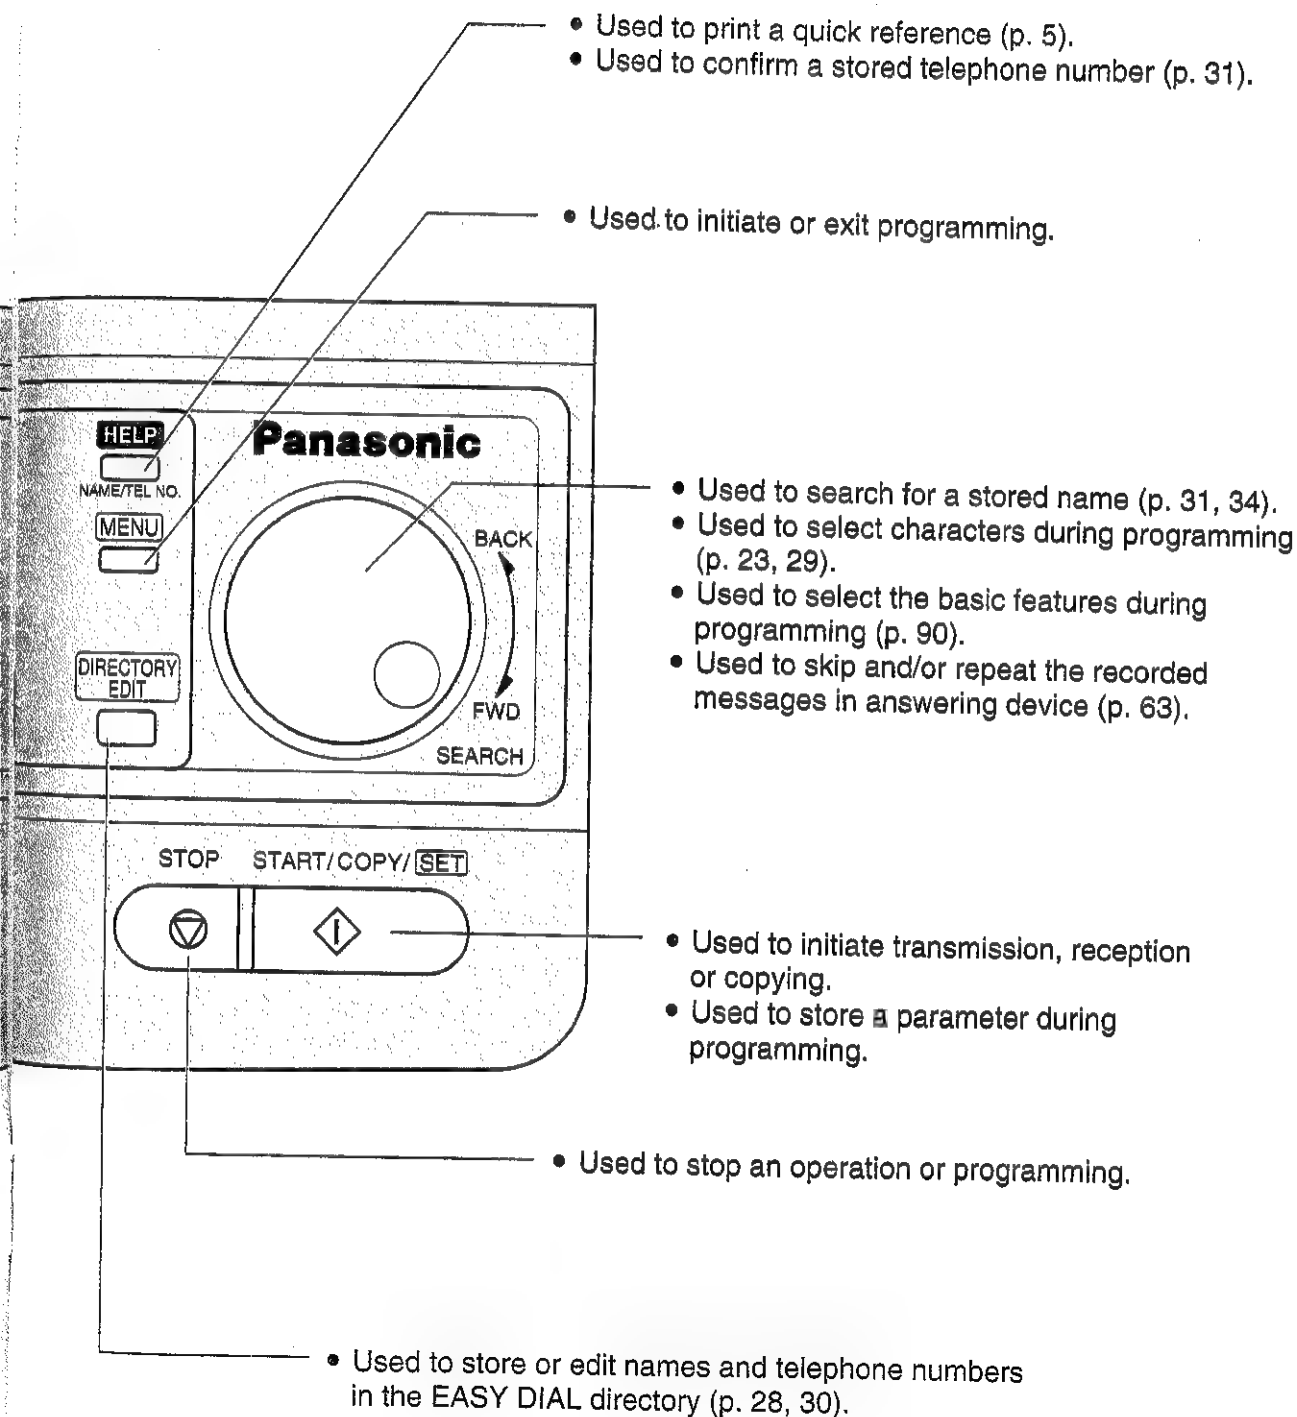 • Used to print a quick reference (p. 5).
• Used to confirm a stored telephone number (p. 31).
• Used to initiate or exit programming.
HELP
NAME/TEL NO.
MENU
DIRECTORY
EDIT
Panasonic
BACK
FWD
SEARCH
• Used to search for a stored name (p. 31, 34).
• Used to select characters during programming
(p. 23, 29).
• Used to select the basic features during
programming (p. 90).
• Used to skip and/or repeat the recorded
messages in answering device (p. 63).
STOP START/COPY/SET
• Used to initiate transmission, reception
or copying.
• Used to store a parameter during
programming.
• Used to stop an operation or programming.
• Used to store or edit names and telephone numbers
in the EASY DIAL directory (p. 28, 30).